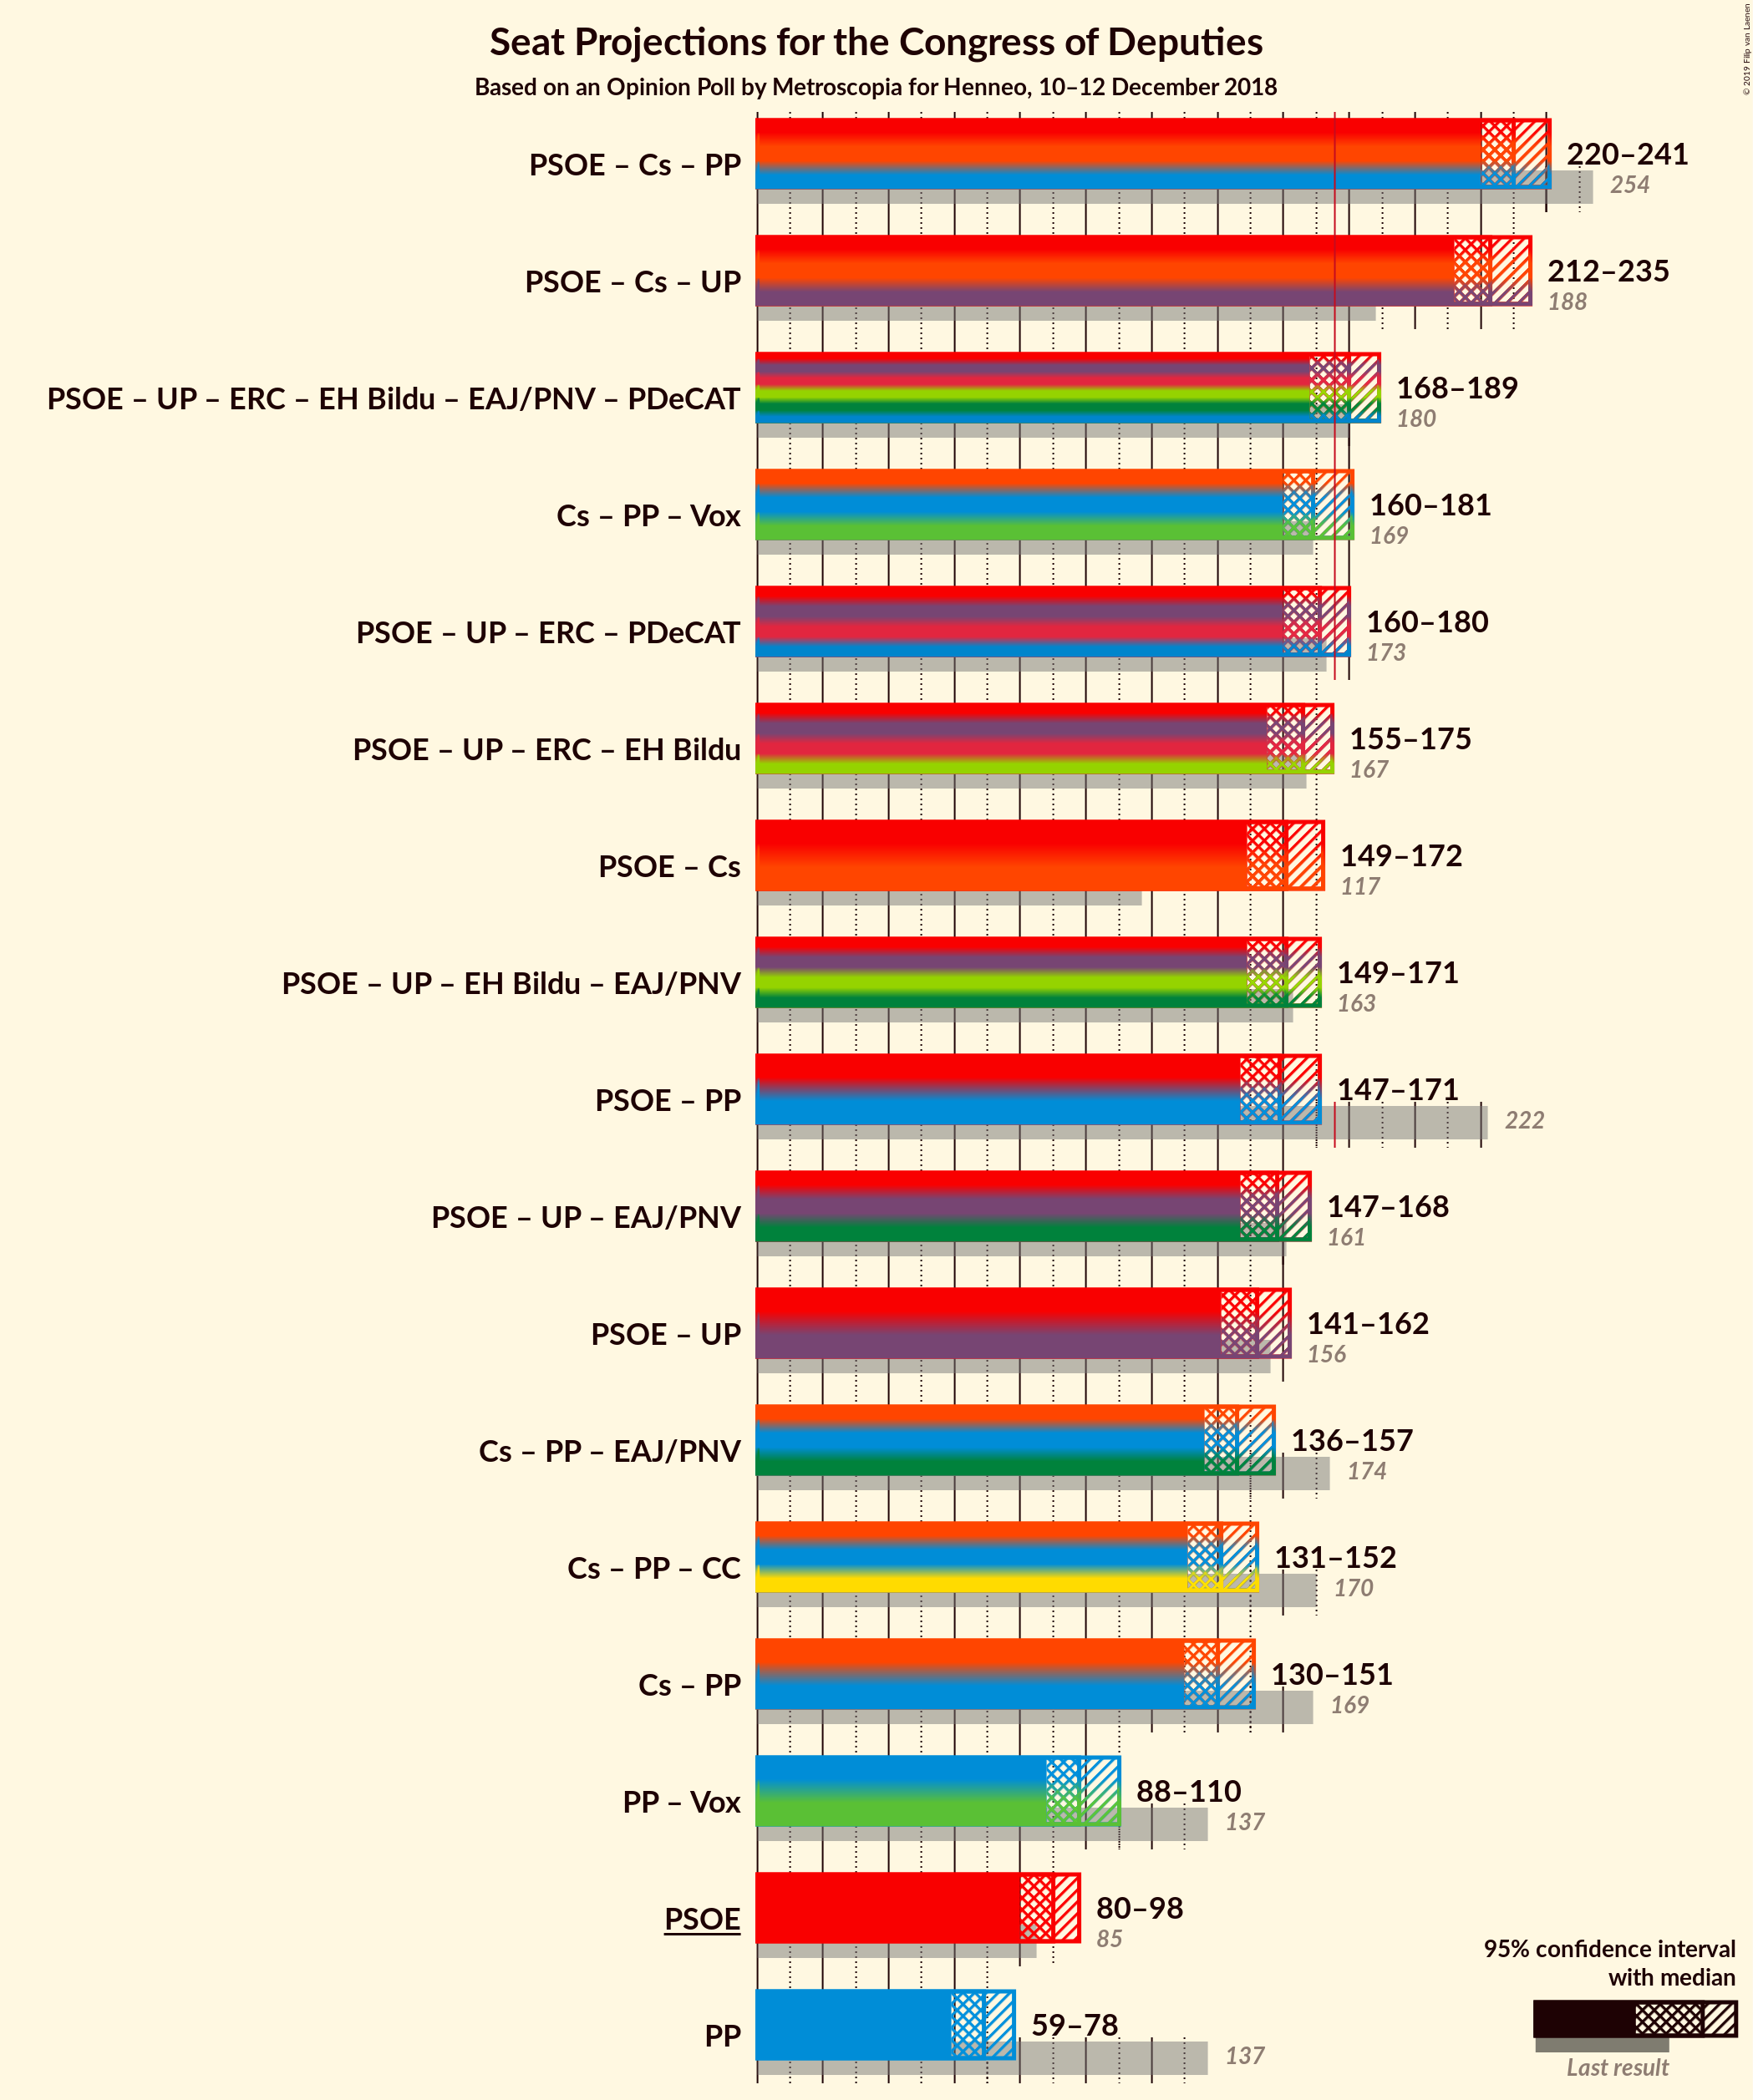 Seat Projections for the Congress of Deputies
Based on an Opinion Poll by Metroscopia for Henneo, 10–12 December 2018
© 2019 Filip van Laenen
PSOE – Cs – PP
220–241
254
PSOE – Cs – UP
212–235
188
PSOE – UP – ERC – EH Bildu – EAJ/PNV – PDeCAT
168–189
180
Cs – PP – Vox
160–181
169
PSOE – UP – ERC – PDeCAT
160–180
173
PSOE – UP – ERC – EH Bildu
155–175
167
PSOE – Cs
149–172
117
PSOE – UP – EH Bildu – EAJ/PNV
149–171
163
PSOE – PP
147–171
222
PSOE – UP – EAJ/PNV
147–168
161
PSOE – UP
141–162
156
Cs – PP – EAJ/PNV
136–157
174
Cs – PP – CC
131–152
170
Cs – PP
130–151
169
PP – Vox
88–110
137
PSOE
80–98
85
PP
59–78
137
95% confidence interval
with median
Last result